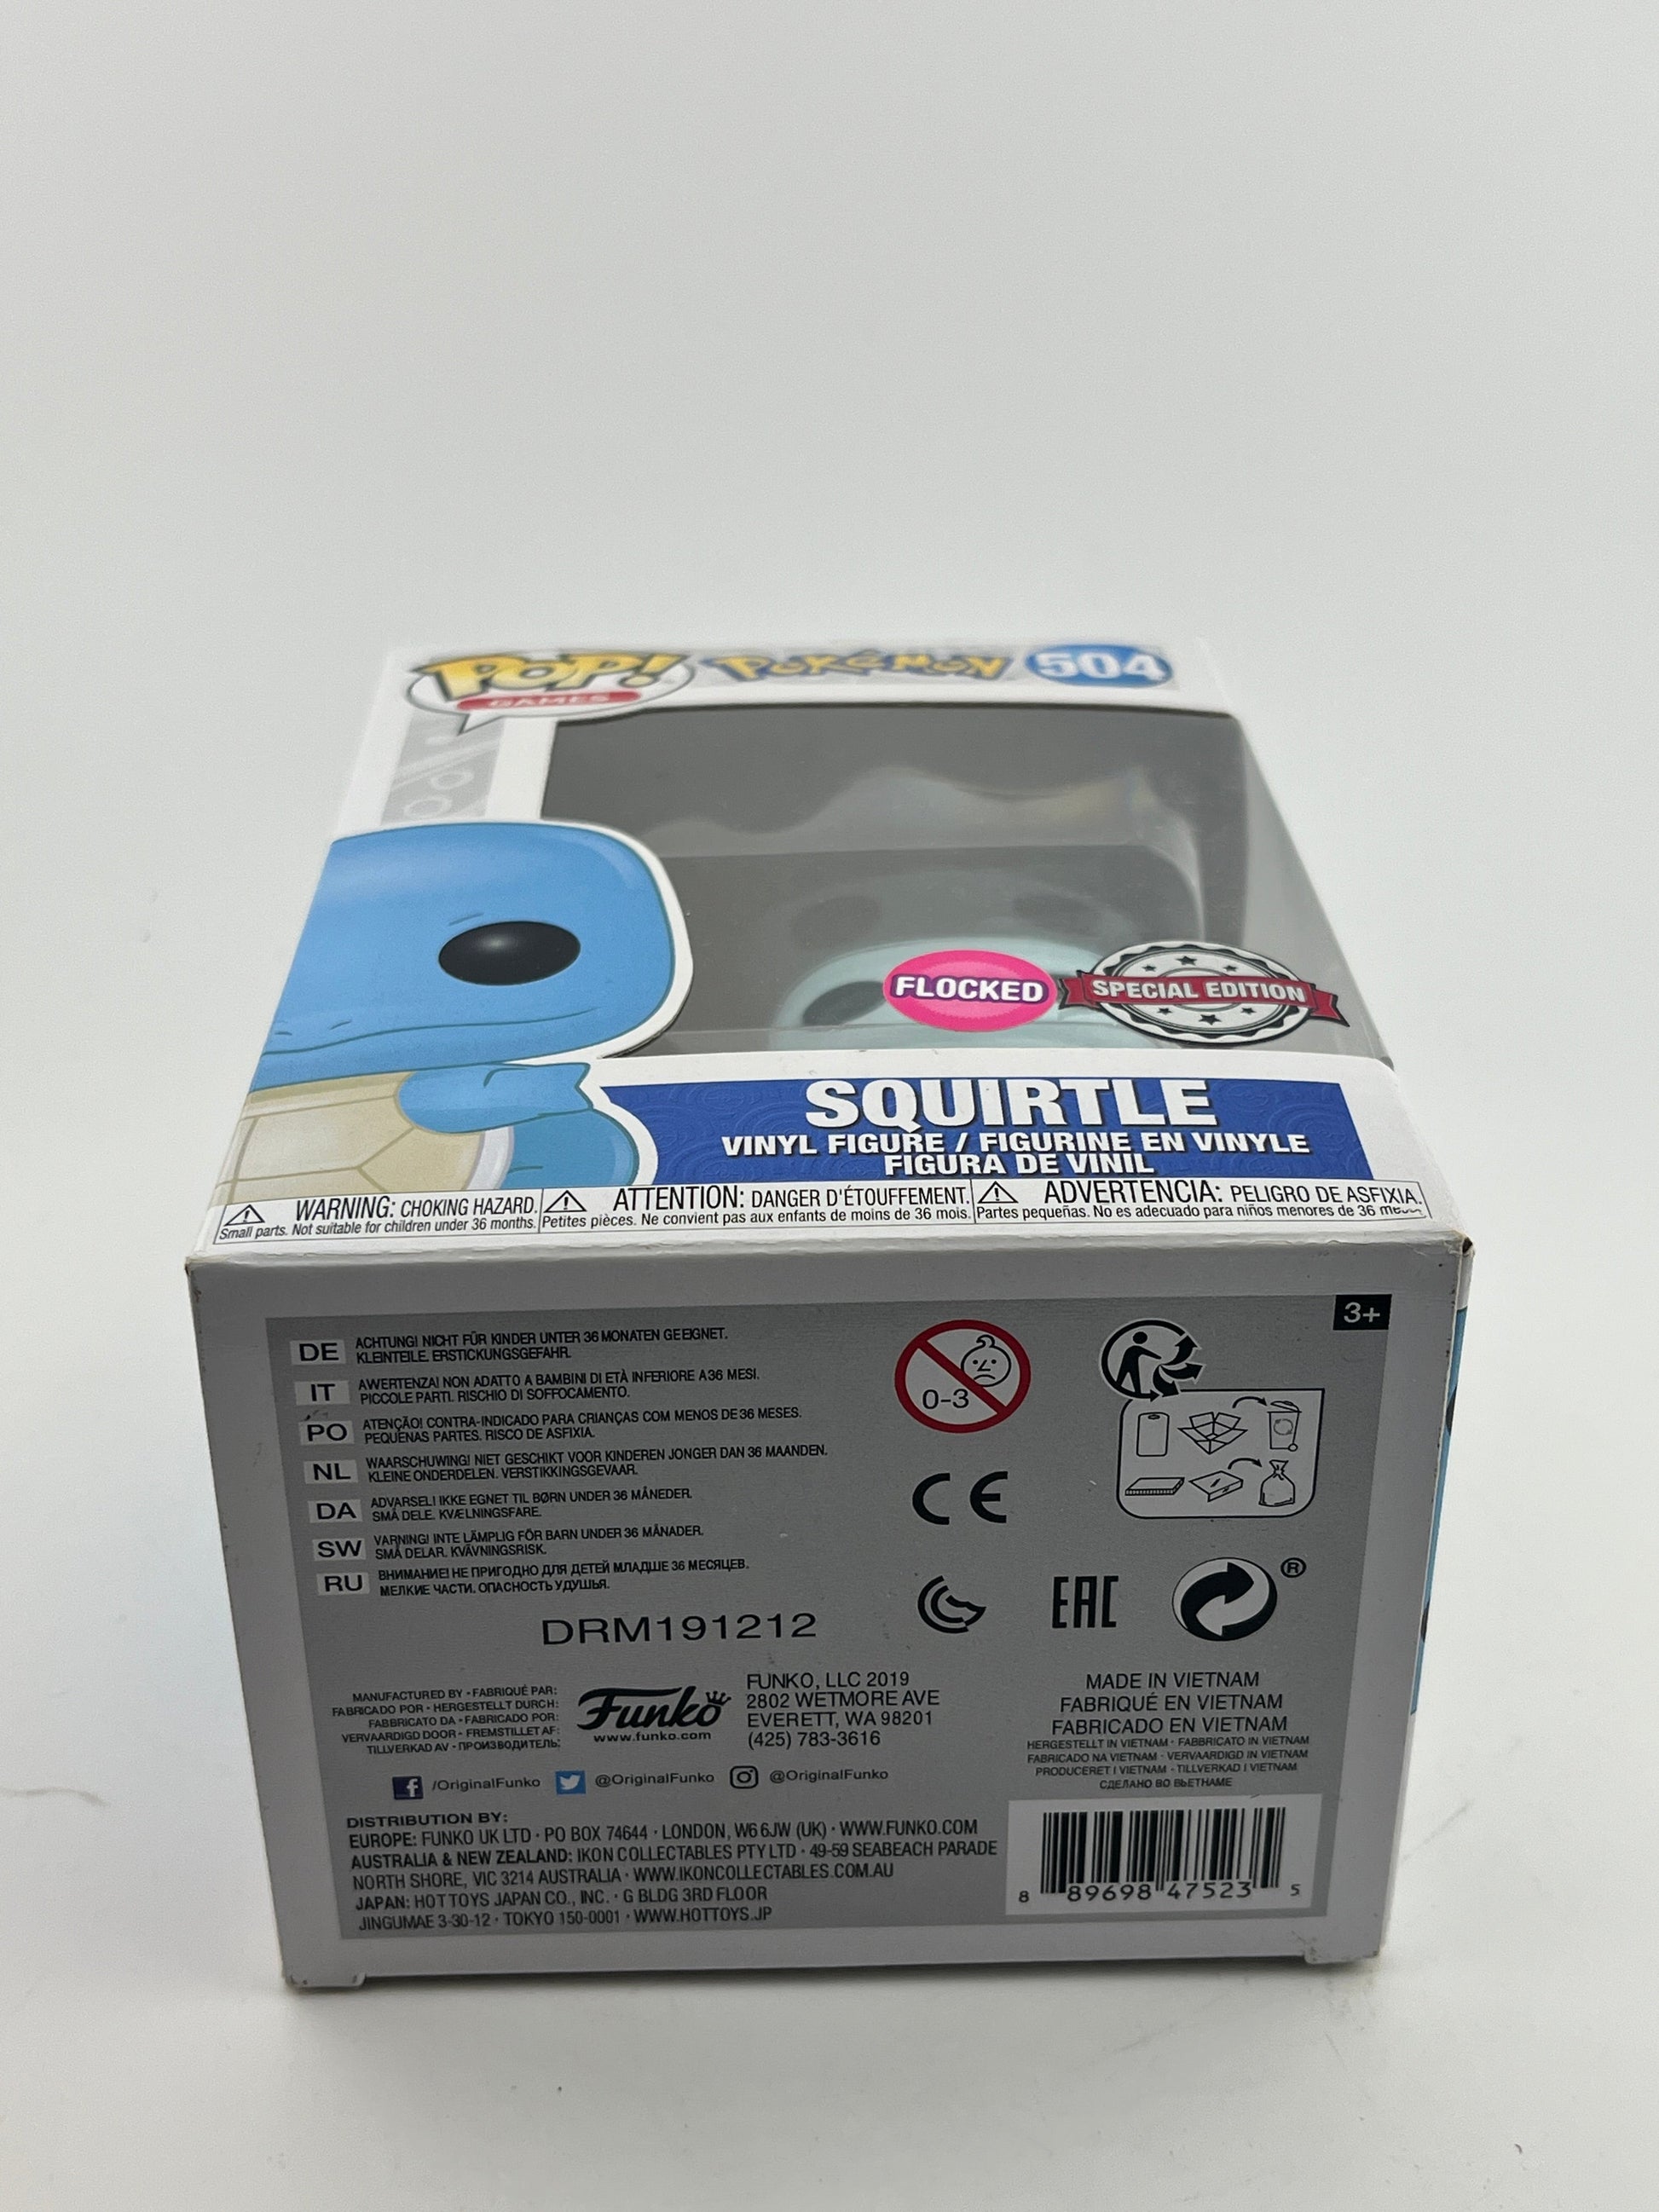 POP!
GAMES
POKÉMON
504
FLOCKED
SPECIAL EDITION
SQUIRTLE
VINYL FIGURE / FIGURINE EN VINYLE
FIGURA DE VINIL
WARNING: CHOKING HAZARD.
Small parts. Not suitable for children under 36 months.
ATTENTION: DANGER D'ÉTOUFFEMENT.
Petites pièces. Ne convient pas aux enfants de moins de 36 mois.
ADVERTENCIA: PELIGRO DE ASFIXIA.
Partes pequeñas. No es adecuado para niños menores de 36
3+
DE
ACHTUNG! NICHT FÜR KINDER UNTER 36 MONATEN GEEIGNET.
KLEINTEILE. ERSTICKUNGSGEFAHR.
IT
AWERTENZA! NON ADATTO A BAMBINI DI ETÀ INFERIORE A36 MESI.
PICCOLE PARTI. RISCHIO DI SOFFOCAMENTO.
PO
ATENÇÃO! CONTRA-INDICADO PARA CRIANÇAS COM MENOS DE 36 MESES.
PEQUENAS PARTES. RISCO DE ASFIXIA.
NL
WAARSCHUWING! NIET GESCHIKT VOOR KINDEREN JONGER DAN 36 MAANDEN.
KLEINE ONDERDELEN. VERSTIKKINGSGEVAAR.
DA
ADVARSEL! IKKE EGNET TIL BØRN UNDER 36 MÅNEDER.
SMÅ DELE. KVÆLNINGSFARE.
SW
VARNING! INTE LÄMPLIG FÖR BARN UNDER 36 MÅNADER.
SMÅ DELAR. KVÄVNINGSRISK.
RU
ВНИМАНИЕ! НЕ ПРИГОДНО ДЛЯ ДЕТЕЙ МЛАДШЕ 36 МЕСЯЦЕВ.
МЕЛКИЕ ЧАСТИ. ОПАСНОСТЬ УДУШЬЯ.
0-3
CE
EAC
®
DRM191212
MANUFACTURED BY • FABRIQUÉ PAR:
FABRICADO POR • HERGESTELLT DURCH:
FABBRICATO DA • FABRICADO POR:
VERVAARDIGD DOOR • FREMSTILLET AF:
TILLVERKAD AV • ПРОИЗВОДИТЕЛЬ:
Funko
www.funko.com
FUNKO, LLC 2019
2802 WETMORE AVE
EVERETT, WA 98201
(425) 783-3616
MADE IN VIETNAM
FABRIQUÉ EN VIETNAM
FABRICADO EN VIETNAM
HERGESTELLT IN VIETNAM • FABBRICATO IN VIETNAM
FABRICADO NA VIETNAM • VERVAARDIGD IN VIETNAM
PRODUCERET I VIETNAM • TILLVERKAD I VIETNAM
СДЕЛАНО ВО ВЬЕТНАМЕ
/OriginalFunko
@OriginalFunko
@OriginalFunko
DISTRIBUTION BY:
EUROPE: FUNKO UK LTD • PO BOX 74644 • LONDON, W6 6JW (UK) • WWW.FUNKO.COM
AUSTRALIA & NEW ZEALAND: IKON COLLECTABLES PTY LTD • 49-59 SEABEACH PARADE
NORTH SHORE, VIC 3214 AUSTRALIA • WWW.IKONCOLLECTABLES.COM.AU
JAPAN: HOT TOYS JAPAN CO., INC. • G BLDG 3RD FLOOR
JINGUMAE 3-30-12 • TOKYO 150-0001 • WWW.HOTTOYS.JP
8 89698 47523 5